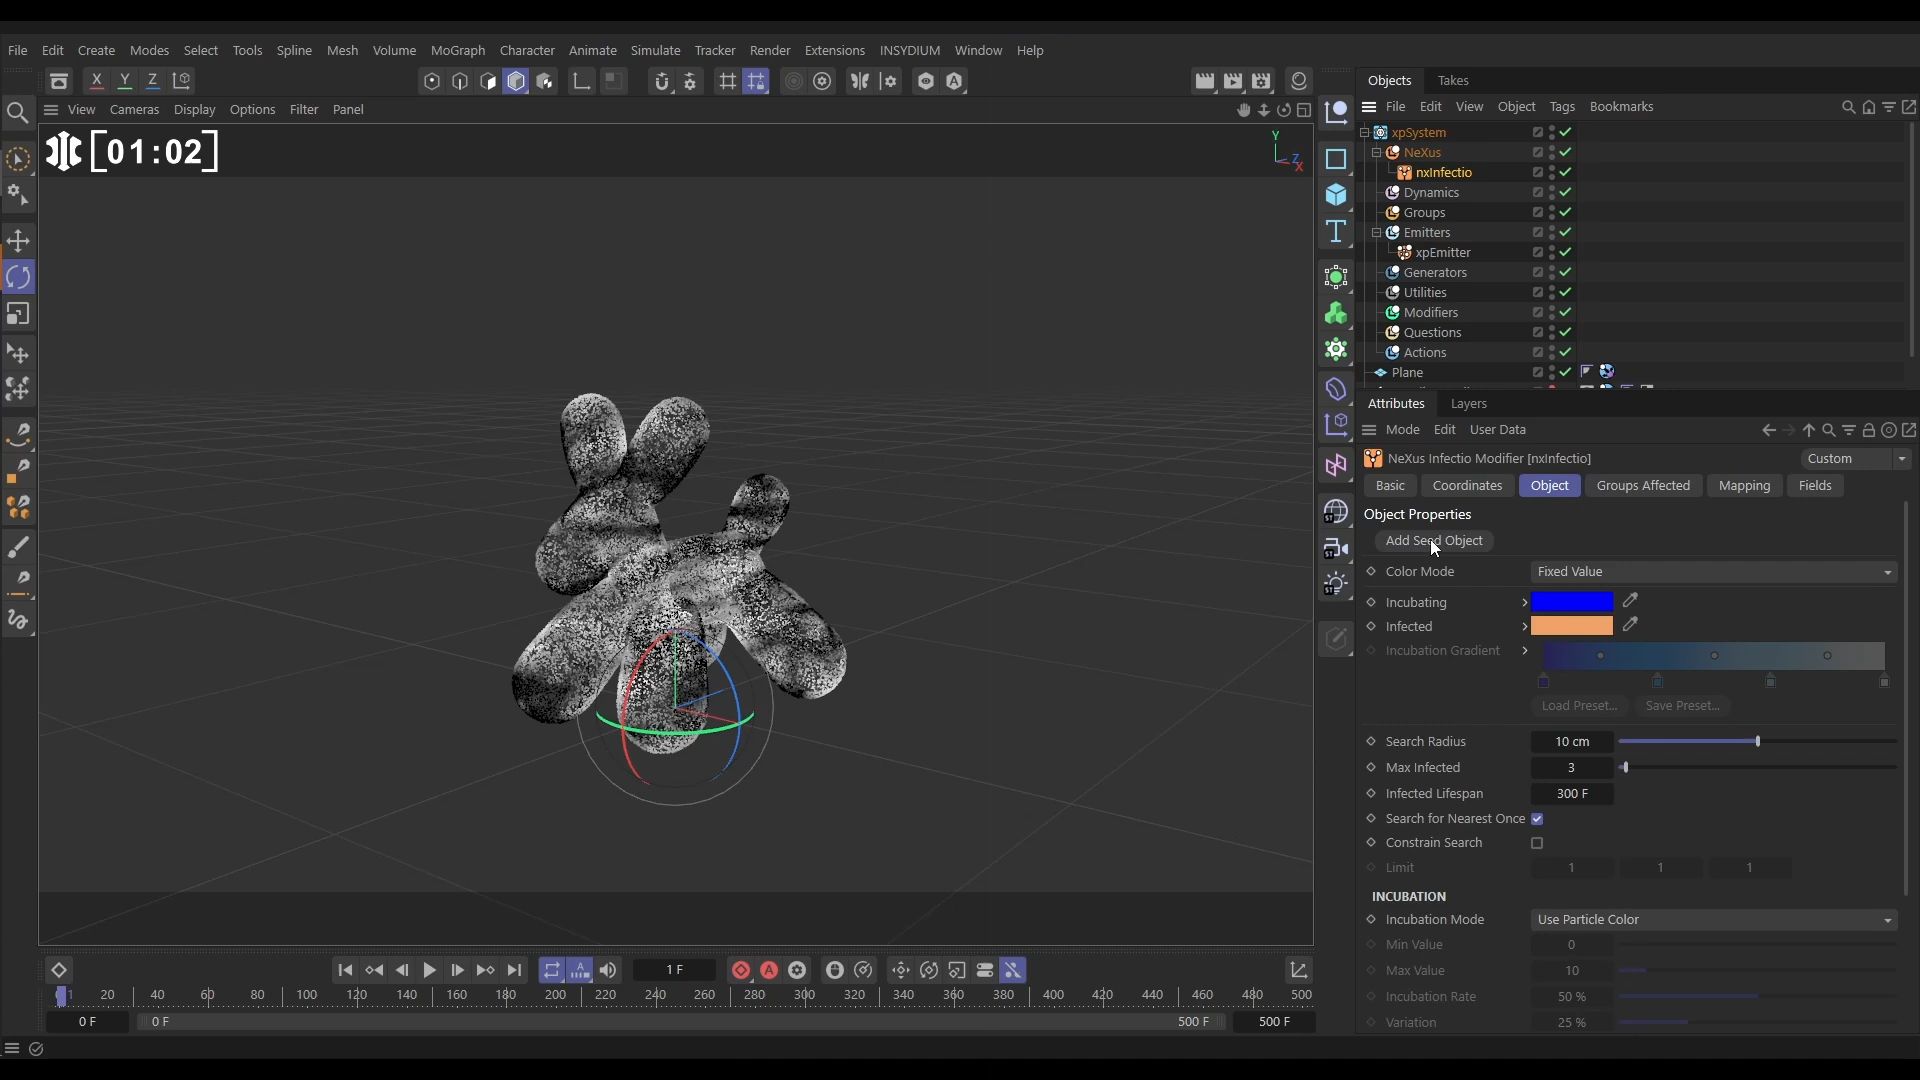 File Edit Create Modes Select Tools Spline Mesh Volume MoGraph Character Animate Simulate Tracker Render Extensions INSYDIUM Window Help
X Y Z
View Cameras Display Options Filter Panel
[01:02]
Y
Z
X
Objects Takes
File Edit View Object Tags Bookmarks
xpSystem
NeXus
nxInfectio
Dynamics
Groups
Emitters
xpEmitter
Generators
Utilities
Modifiers
Questions
Actions
Plane
Attributes Layers
Mode Edit User Data
NeXus Infectio Modifier [nxInfectio] Custom
Basic Coordinates Object Groups Affected Mapping Fields
Object Properties
Add Seed Object
Color Mode Fixed Value
Incubating
Infected
Incubation Gradient
Load Preset... Save Preset...
Search Radius 10 cm
Max Infected 3
Infected Lifespan 300 F
Search for Nearest Once
Constrain Search
Limit 1 1 1
INCUBATION
Incubation Mode Use Particle Color
Min Value 0
Max Value 10
Incubation Rate 50 %
Variation 25 %
1 F
1 20 40 60 80 100 120 140 160 180 200 220 240 260 280 300 320 340 360 380 400 420 440 460 480 500
0 F 0 F 500 F 500 F